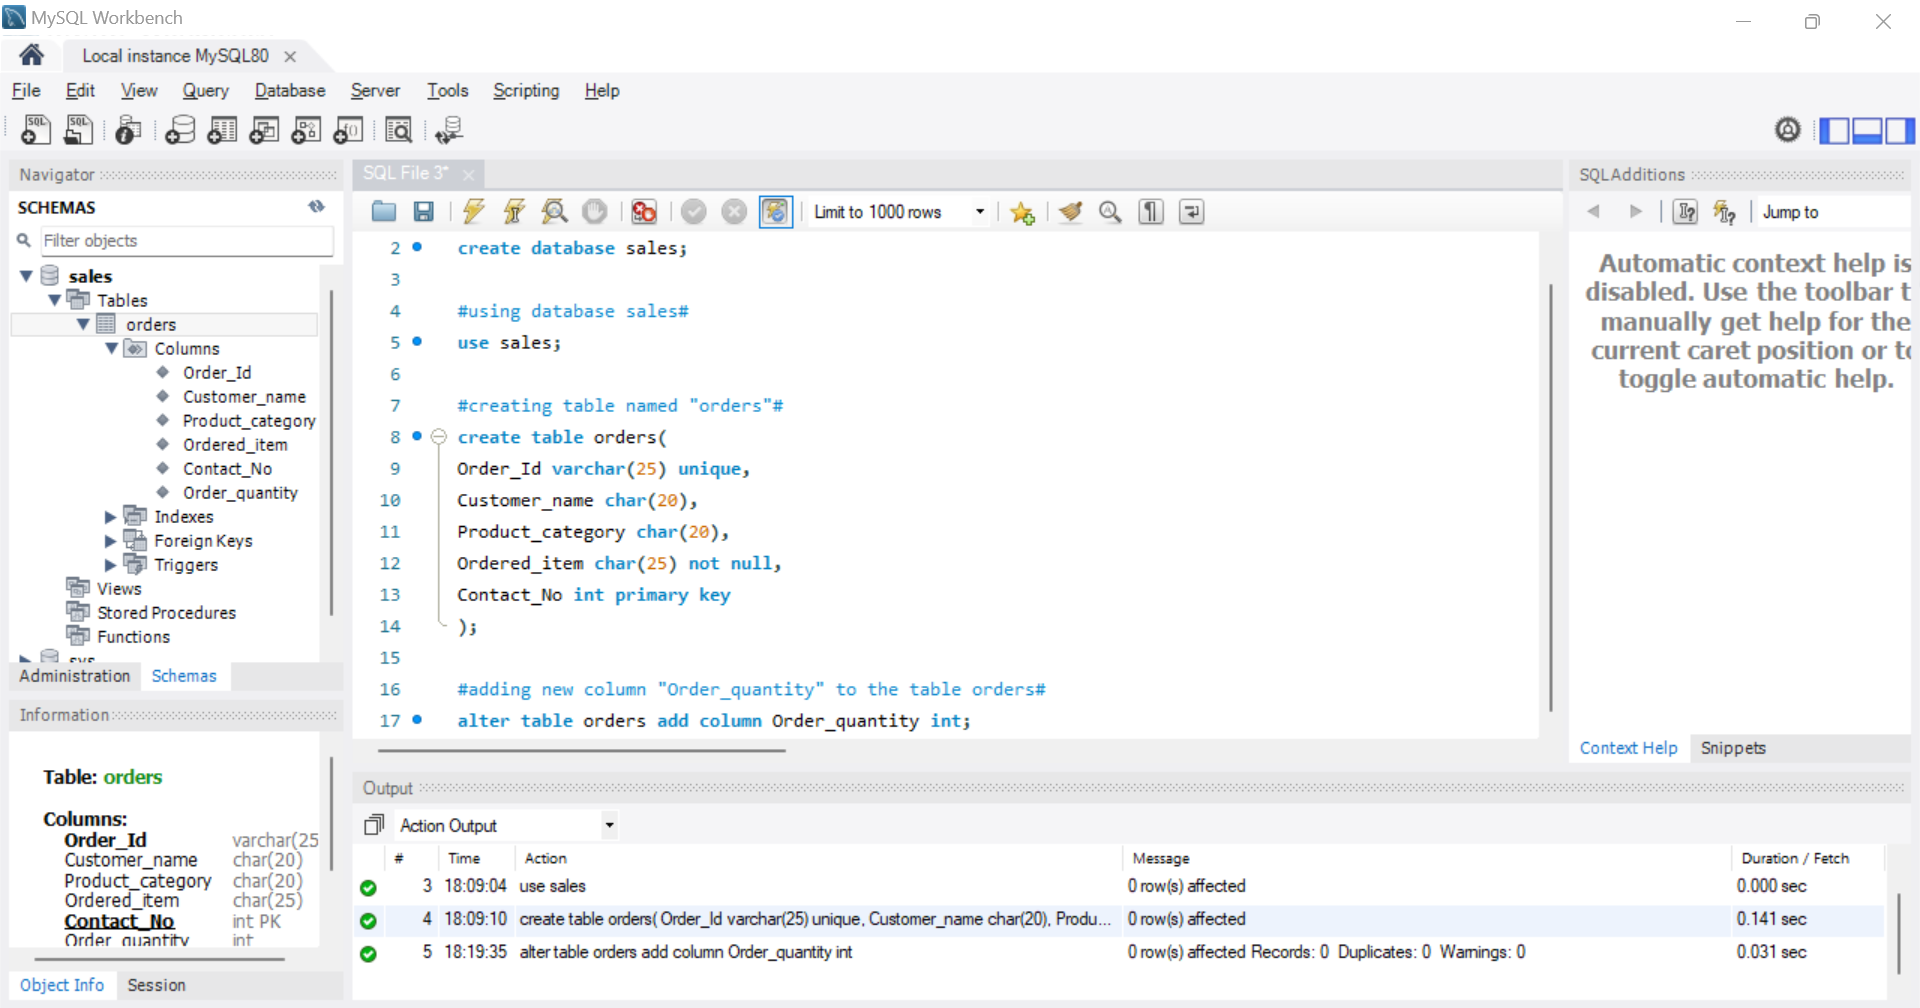 MySQL Workbench
Local instance MySQL80
File Edit View Query Database Server Tools Scripting Help
Navigator
SCHEMAS
Filter objects
sales
Tables
orders
Columns
Order_Id
Customer_name
Product_category
Ordered_item
Contact_No
Order_quantity
Indexes
Foreign Keys
Triggers
Views
Stored Procedures
Functions
sys
Administration Schemas
Information
Table: orders
Columns:
Order_Id varchar(25
Customer_name char(20)
Product_category char(20)
Ordered_item char(25)
Contact_No int PK
Order_quantity int
Object Info Session
SQL File 3*
Limit to 1000 rows
2 create database sales;
3
4 #using database sales#
5 use sales;
6
7 #creating table named "orders"#
8 create table orders(
9 Order_Id varchar(25) unique,
10 Customer_name char(20),
11 Product_category char(20),
12 Ordered_item char(25) not null,
13 Contact_No int primary key
14 );
15
16 #adding new column "Order_quantity" to the table orders#
17 alter table orders add column Order_quantity int;
SQLAdditions
Jump to
Automatic context help is
disabled. Use the toolbar t
manually get help for the
current caret position or to
toggle automatic help.
Context Help Snippets
Output
Action Output
# Time Action Message Duration / Fetch
3 18:09:04 use sales 0 row(s) affected 0.000 sec
4 18:09:10 create table orders( Order_Id varchar(25) unique, Customer_name char(20), Produ... 0 row(s) affected 0.141 sec
5 18:19:35 alter table orders add column Order_quantity int 0 row(s) affected Records: 0 Duplicates: 0 Warnings: 0 0.031 sec